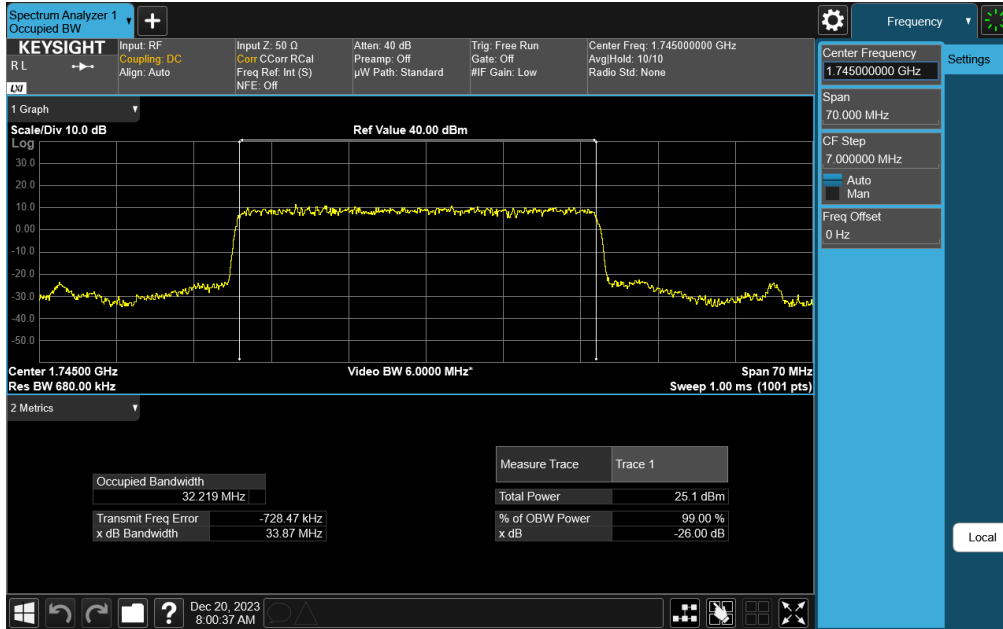 Spectrum Analyzer 1
Occupied BW
Frequency
KEYSIGHT
R L
LXI
Input: RF
Coupling: DC
Align: Auto
Input Z: 50 Ω
Corr CCorr RCal
Freq Ref: Int (S)
NFE: Off
Atten: 40 dB
Preamp: Off
µW Path: Standard
Trig: Free Run
Gate: Off
#IF Gain: Low
Center Freq: 1.745000000 GHz
Avg|Hold: 10/10
Radio Std: None
Center Frequency
1.745000000 GHz
Settings
Span
70.000 MHz
CF Step
7.000000 MHz
Auto
Man
Freq Offset
0 Hz
Local
1 Graph
Scale/Div 10.0 dB
Ref Value 40.00 dBm
Log
30.0
20.0
10.0
0.00
-10.0
-20.0
-30.0
-40.0
-50.0
Center 1.74500 GHz
Video BW 6.0000 MHz*
Span 70 MHz
Res BW 680.00 kHz
Sweep 1.00 ms (1001 pts)
2 Metrics
Occupied Bandwidth
32.219 MHz
Transmit Freq Error -728.47 kHz
x dB Bandwidth 33.87 MHz
Measure Trace Trace 1
Total Power 25.1 dBm
% of OBW Power 99.00 %
x dB -26.00 dB
?
Dec 20, 2023
8:00:37 AM